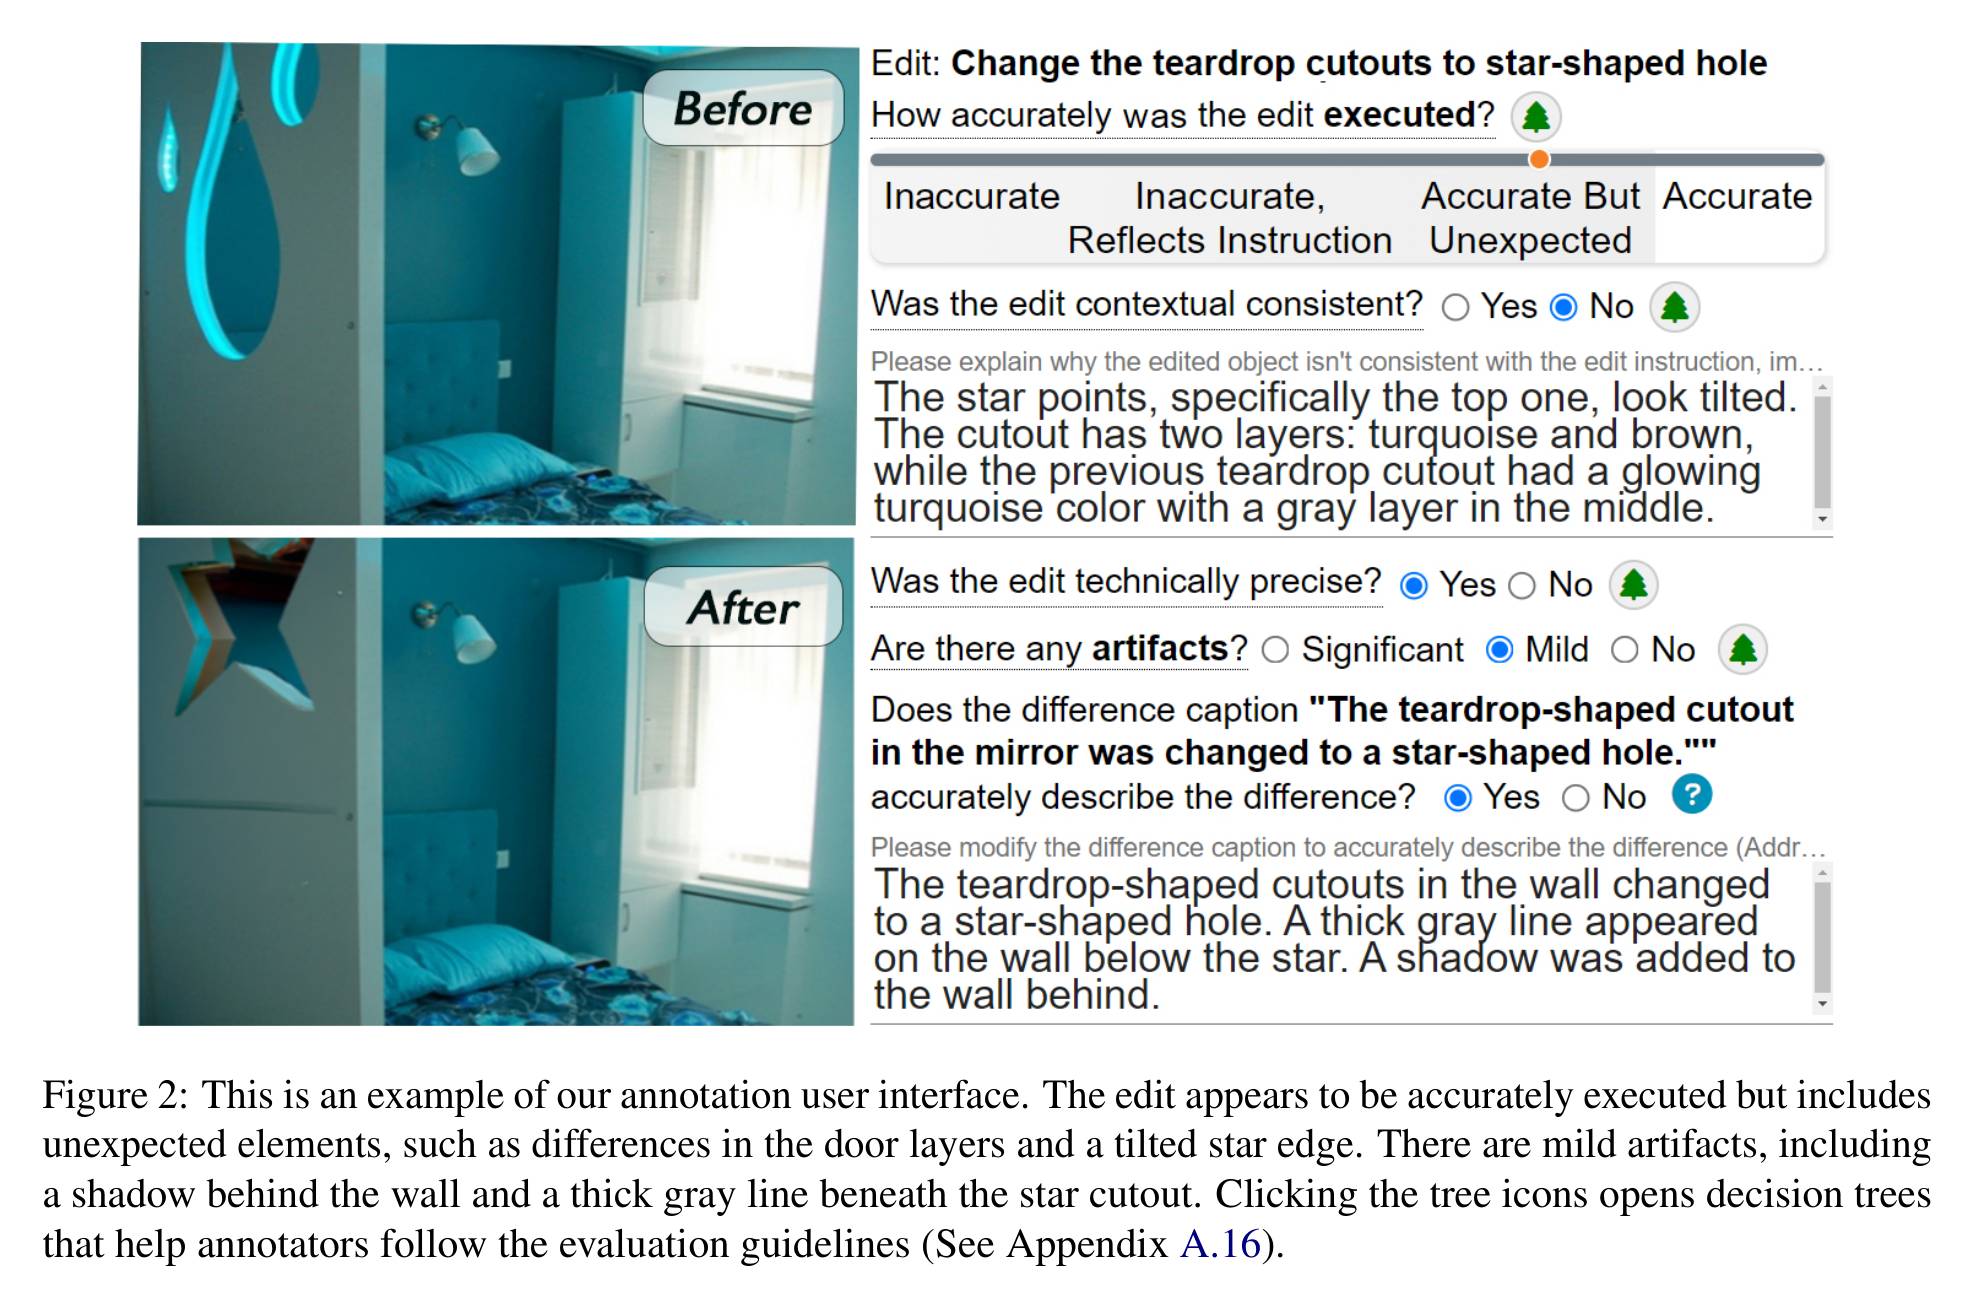 Before
Edit: Change the teardrop cutouts to star-shaped hole
How accurately was the edit executed?
Inaccurate
Inaccurate,
Reflects Instruction
Accurate But
Unexpected
Accurate
Was the edit contextual consistent? Yes No
Please explain why the edited object isn't consistent with the edit instruction, im...
The star points, specifically the top one, look tilted.
The cutout has two layers: turquoise and brown,
while the previous teardrop cutout had a glowing
turquoise color with a gray layer in the middle.
After
Was the edit technically precise? Yes No
Are there any artifacts? Significant Mild No
Does the difference caption "The teardrop-shaped cutout
in the mirror was changed to a star-shaped hole.""
accurately describe the difference? Yes No ?
Please modify the difference caption to accurately describe the difference (Addr...
The teardrop-shaped cutouts in the wall changed
to a star-shaped hole. A thick gray line appeared
on the wall below the star. A shadow was added to
the wall behind.
Figure 2: This is an example of our annotation user interface. The edit appears to be accurately executed but includes
unexpected elements, such as differences in the door layers and a tilted star edge. There are mild artifacts, including
a shadow behind the wall and a thick gray line beneath the star cutout. Clicking the tree icons opens decision trees
that help annotators follow the evaluation guidelines (See Appendix A.16).